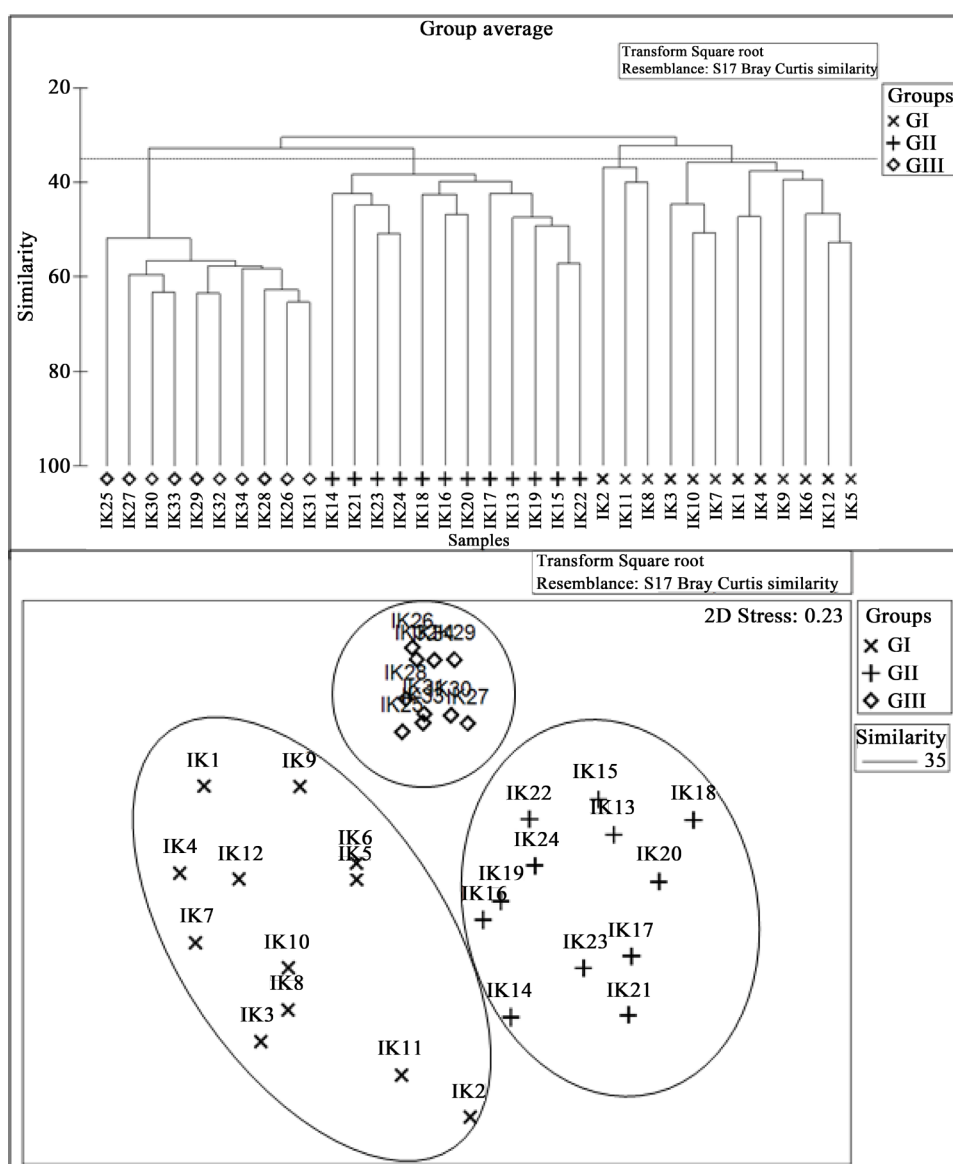 Group average
Transform Square root
Resemblance: S17 Bray Curtis similarity
Groups
GI
GII
GIII
20
40
60
80
100
Similarity
IK25 IK27 IK30 IK33 IK29 IK32 IK34 IK28 IK26 IK31 IK14 IK21 IK23 IK24 IK18 IK16 IK20 IK17 IK13 IK19 IK15 IK22 IK2 IK11 IK8 IK3 IK10 IK7 IK1 IK4 IK9 IK6 IK12 IK5
Samples
Transform Square root
Resemblance: S17 Bray Curtis similarity
2D Stress: 0.23
Groups
GI
GII
GIII
Similarity
35
IK26
IK29
IK28
IK30
IK27
IK25
IK1 IK9
IK15
IK22 IK13 IK18
IK6
IK5
IK24
IK4 IK12
IK19 IK20
IK16
IK7
IK10 IK23 IK17
IK8
IK3 IK14 IK21
IK11
IK2